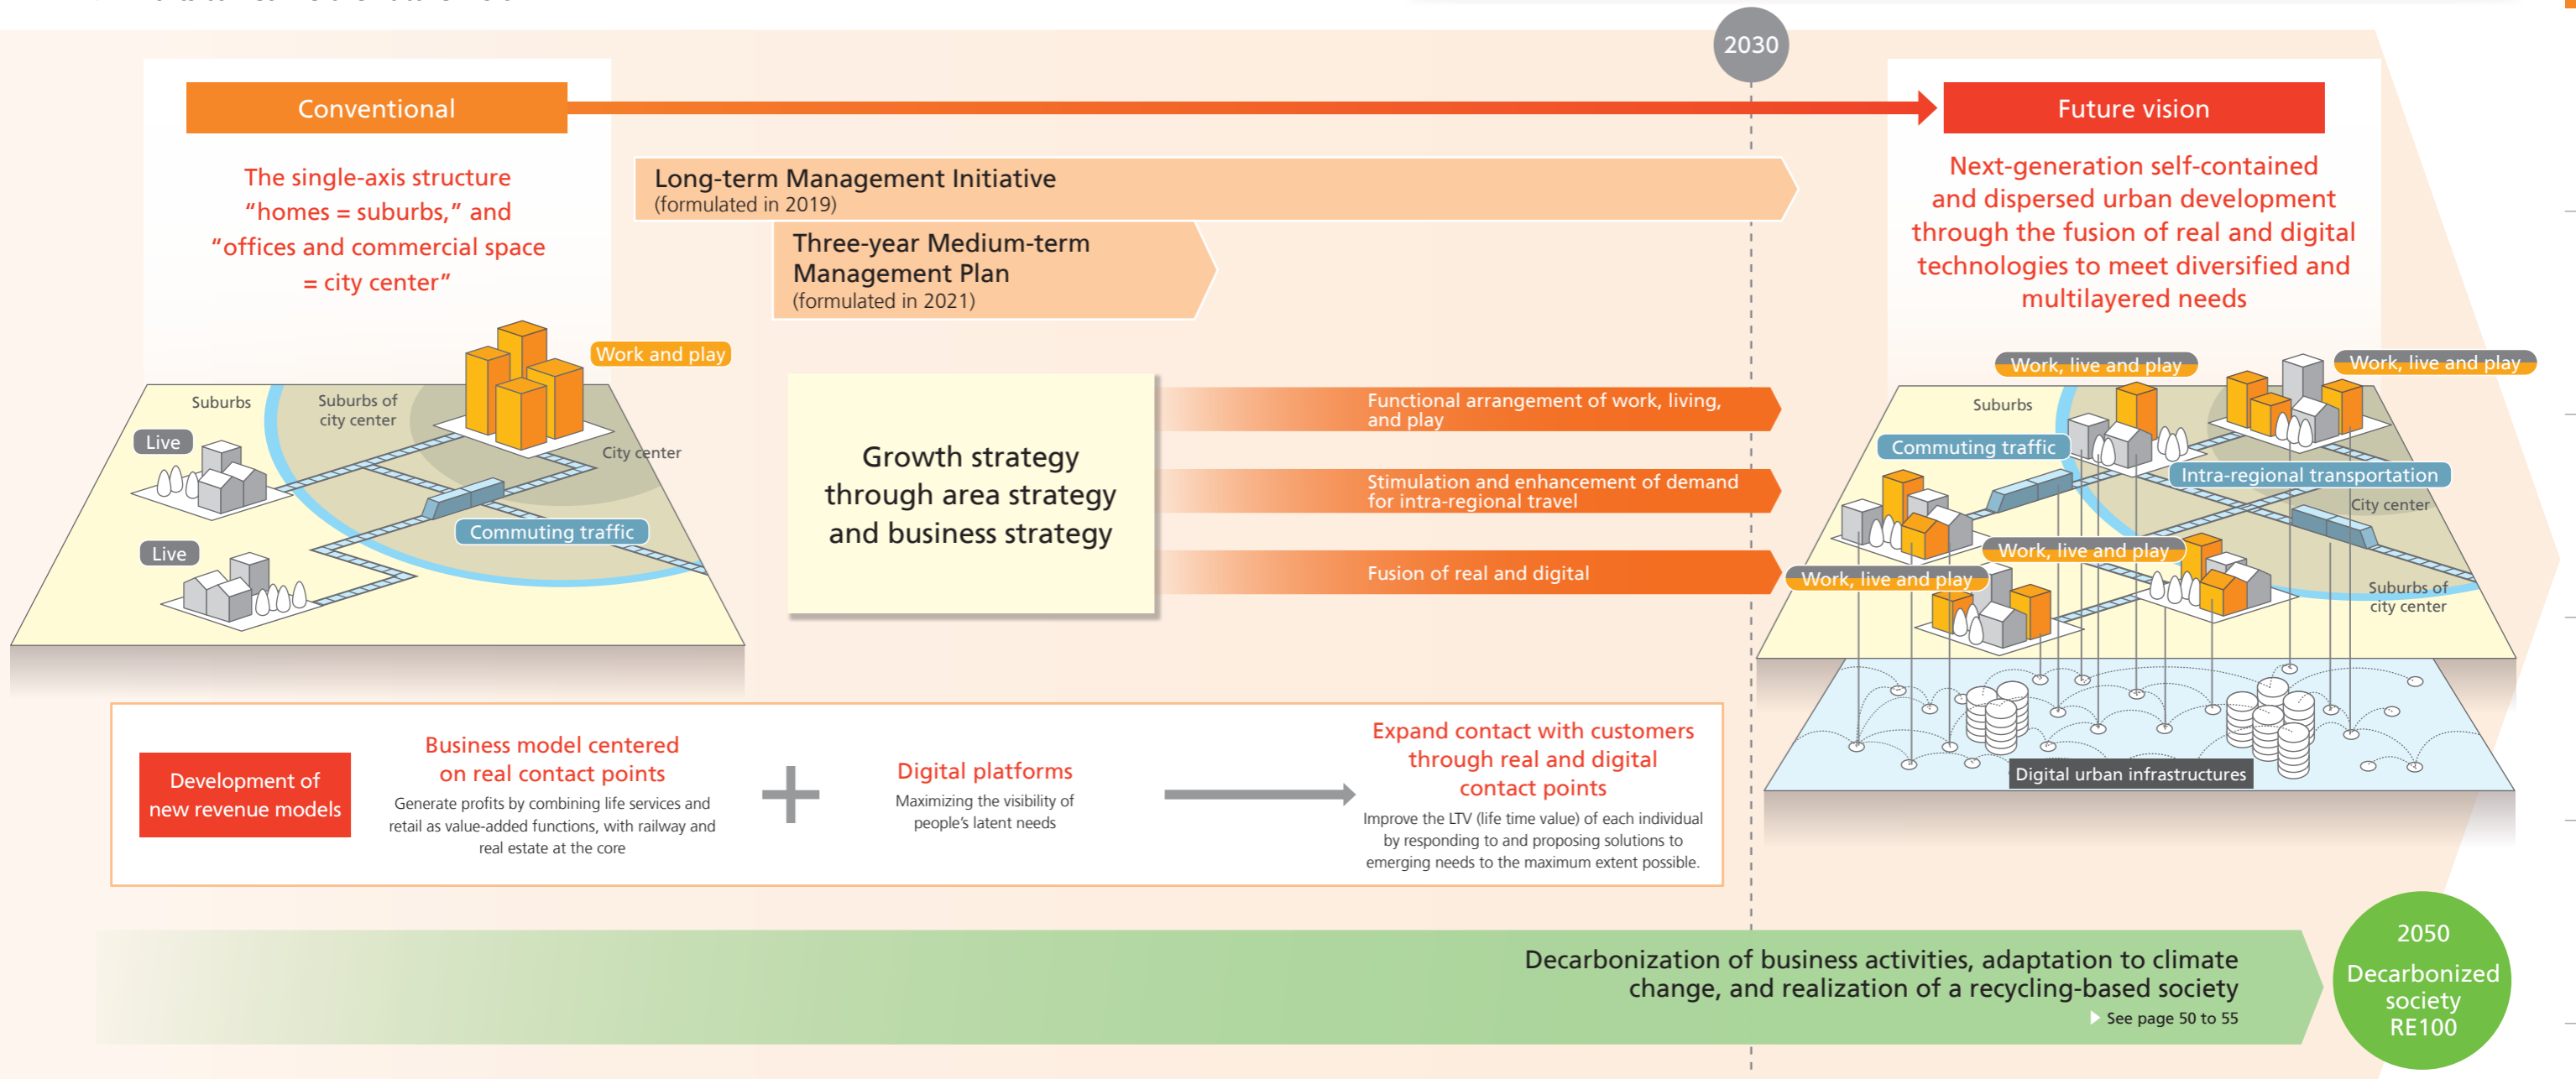 2030
Conventional
Future vision
The single-axis structure
“homes = suburbs,” and
“offices and commercial space
= city center”
Long-term Management Initiative
(formulated in 2019)
Three-year Medium-term
Management Plan
(formulated in 2021)
Next-generation self-contained
and dispersed urban development
through the fusion of real and digital
technologies to meet diversified and
multilayered needs
Work and play
Suburbs
Suburbs of
city center
Live
City center
Commuting traffic
Live
Growth strategy
through area strategy
and business strategy
Functional arrangement of work, living,
and play
Stimulation and enhancement of demand
for intra-regional travel
Fusion of real and digital
Work, live and play
Work, live and play
Suburbs
Commuting traffic
Intra-regional transportation
City center
Work, live and play
Work, live and play
Suburbs of
city center
Digital urban infrastructures
Development of
new revenue models
Business model centered
on real contact points
Generate profits by combining life services and
retail as value-added functions, with railway and
real estate at the core
Digital platforms
Maximizing the visibility of
people’s latent needs
Expand contact with customers
through real and digital
contact points
Improve the LTV (life time value) of each individual
by responding to and proposing solutions to
emerging needs to the maximum extent possible.
Decarbonization of business activities, adaptation to climate
change, and realization of a recycling-based society
See page 50 to 55
2050
Decarbonized
society
RE100